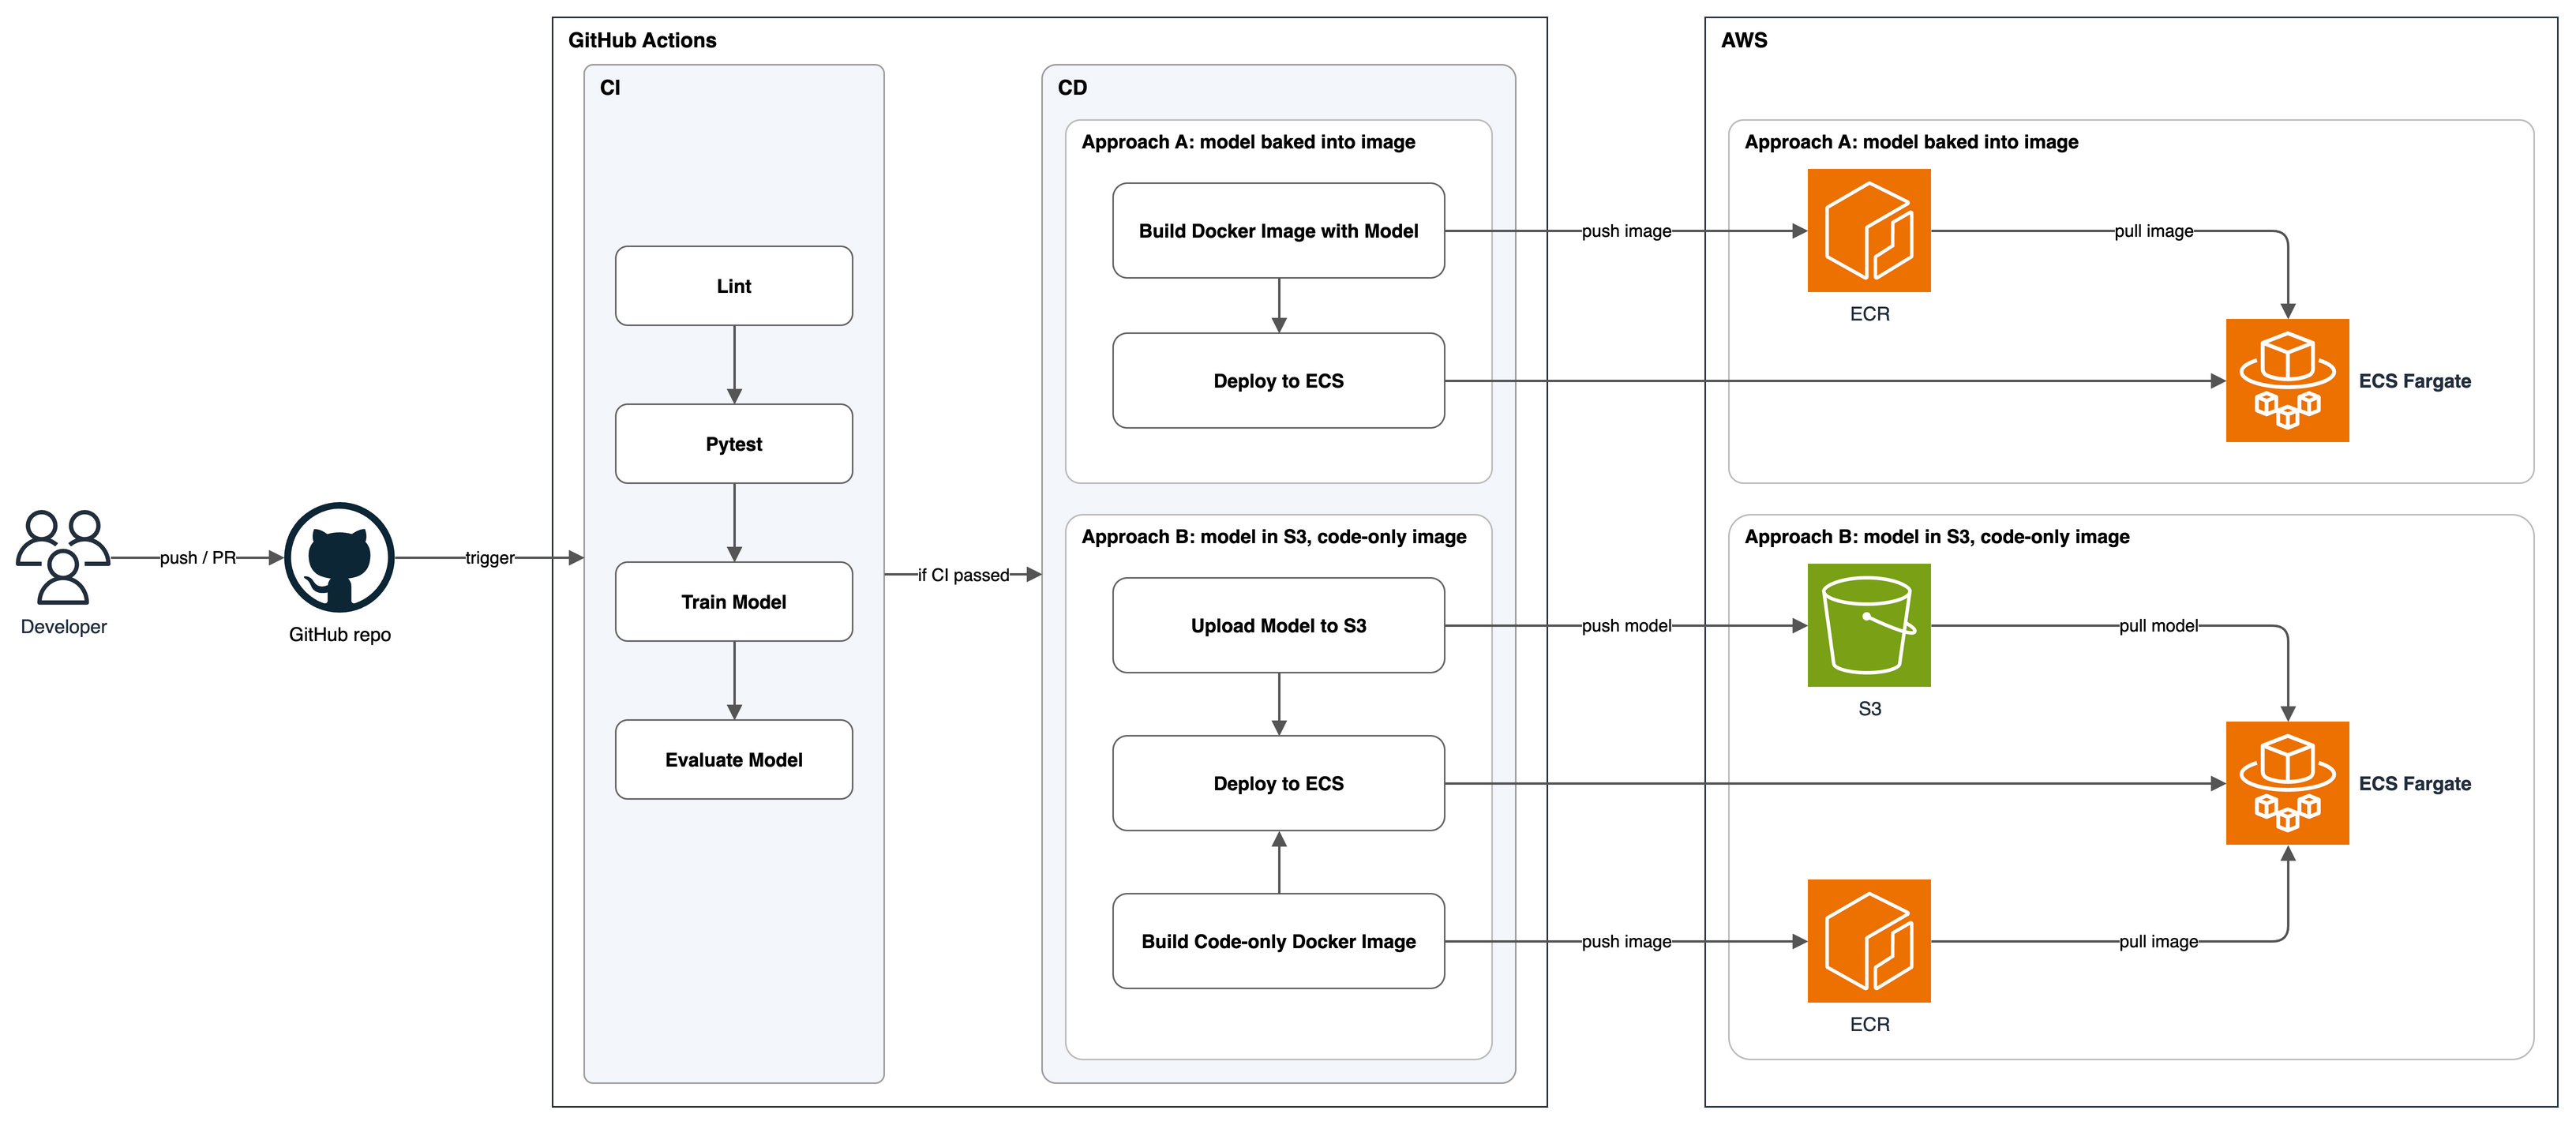 GitHub Actions
CI
Lint
Pytest
Train Model
Evaluate Model
Developer
push / PR
GitHub repo
trigger
if CI passed
CD
Approach A: model baked into image
Build Docker Image with Model
Deploy to ECS
Approach B: model in S3, code-only image
Upload Model to S3
Deploy to ECS
Build Code-only Docker Image
push image
push model
push image
AWS
Approach A: model baked into image
ECR
pull image
ECS Fargate
Approach B: model in S3, code-only image
S3
pull model
ECS Fargate
ECR
pull image